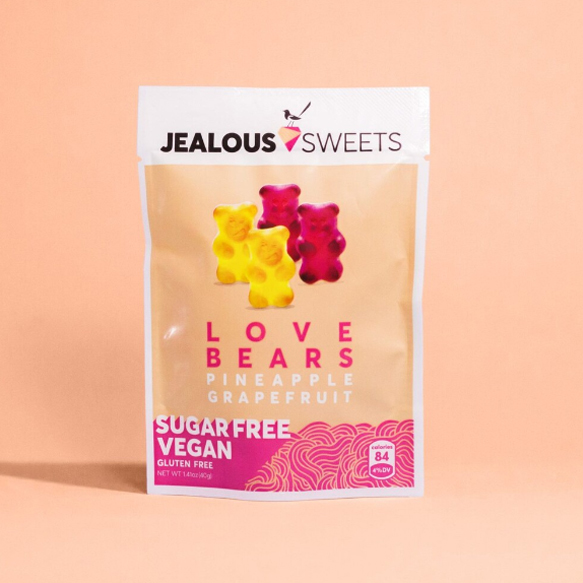 JEALOUS SWEETS
LOVE
BEARS
PINEAPPLE
GRAPEFRUIT
SUGAR FREE
VEGAN
GLUTEN FREE
NET WT 1.41oz (40g)
calories
84
4%DV